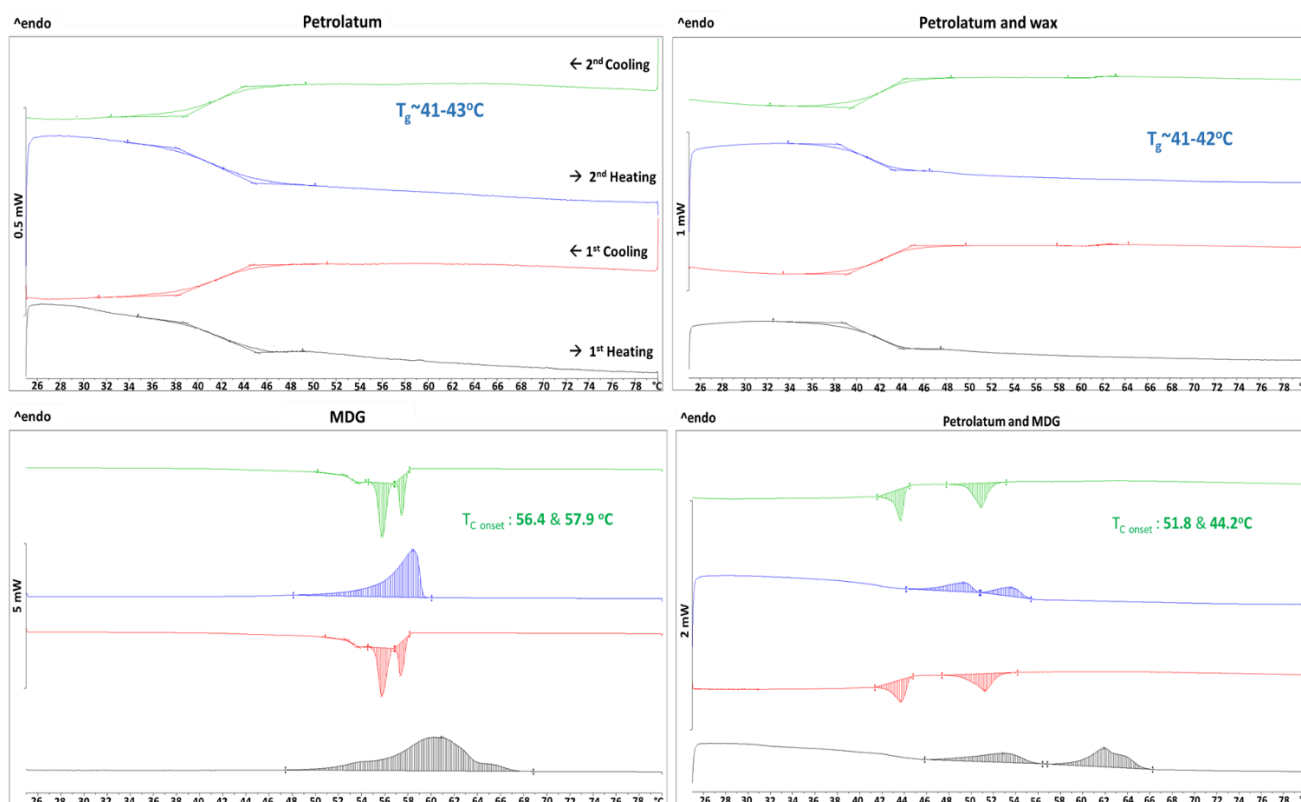 ^endo
Petrolatum
← 2nd Cooling
Tg~41-43°C
→ 2nd Heating
0.5 mW
← 1st Cooling
→ 1st Heating
26 28 30 32 34 36 38 40 42 44 46 48 50 52 54 56 58 60 62 64 66 68 70 72 74 76 78 °C
^endo
Petrolatum and wax
Tg~41-42°C
1 mW
26 28 30 32 34 36 38 40 42 44 46 48 50 52 54 56 58 60 62 64 66 68 70 72 74 76 78 °C
^endo
MDG
TC onset : 56.4 & 57.9 °C
5 mW
26 28 30 32 34 36 38 40 42 44 46 48 50 52 54 56 58 60 62 64 66 68 70 72 74 76 78 °C
^endo
Petrolatum and MDG
TC onset : 51.8 & 44.2°C
2 mW
26 28 30 32 34 36 38 40 42 44 46 48 50 52 54 56 58 60 62 64 66 68 70 72 74 76 78 °C